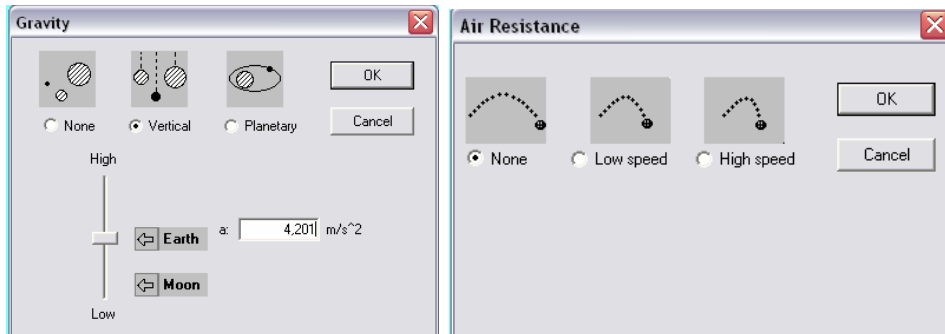 Gravity
OK
None
Vertical
Planetary
Cancel
High
Earth
a:
4,201
m/s^2
Moon
Low
Air Resistance
OK
None
Low speed
High speed
Cancel